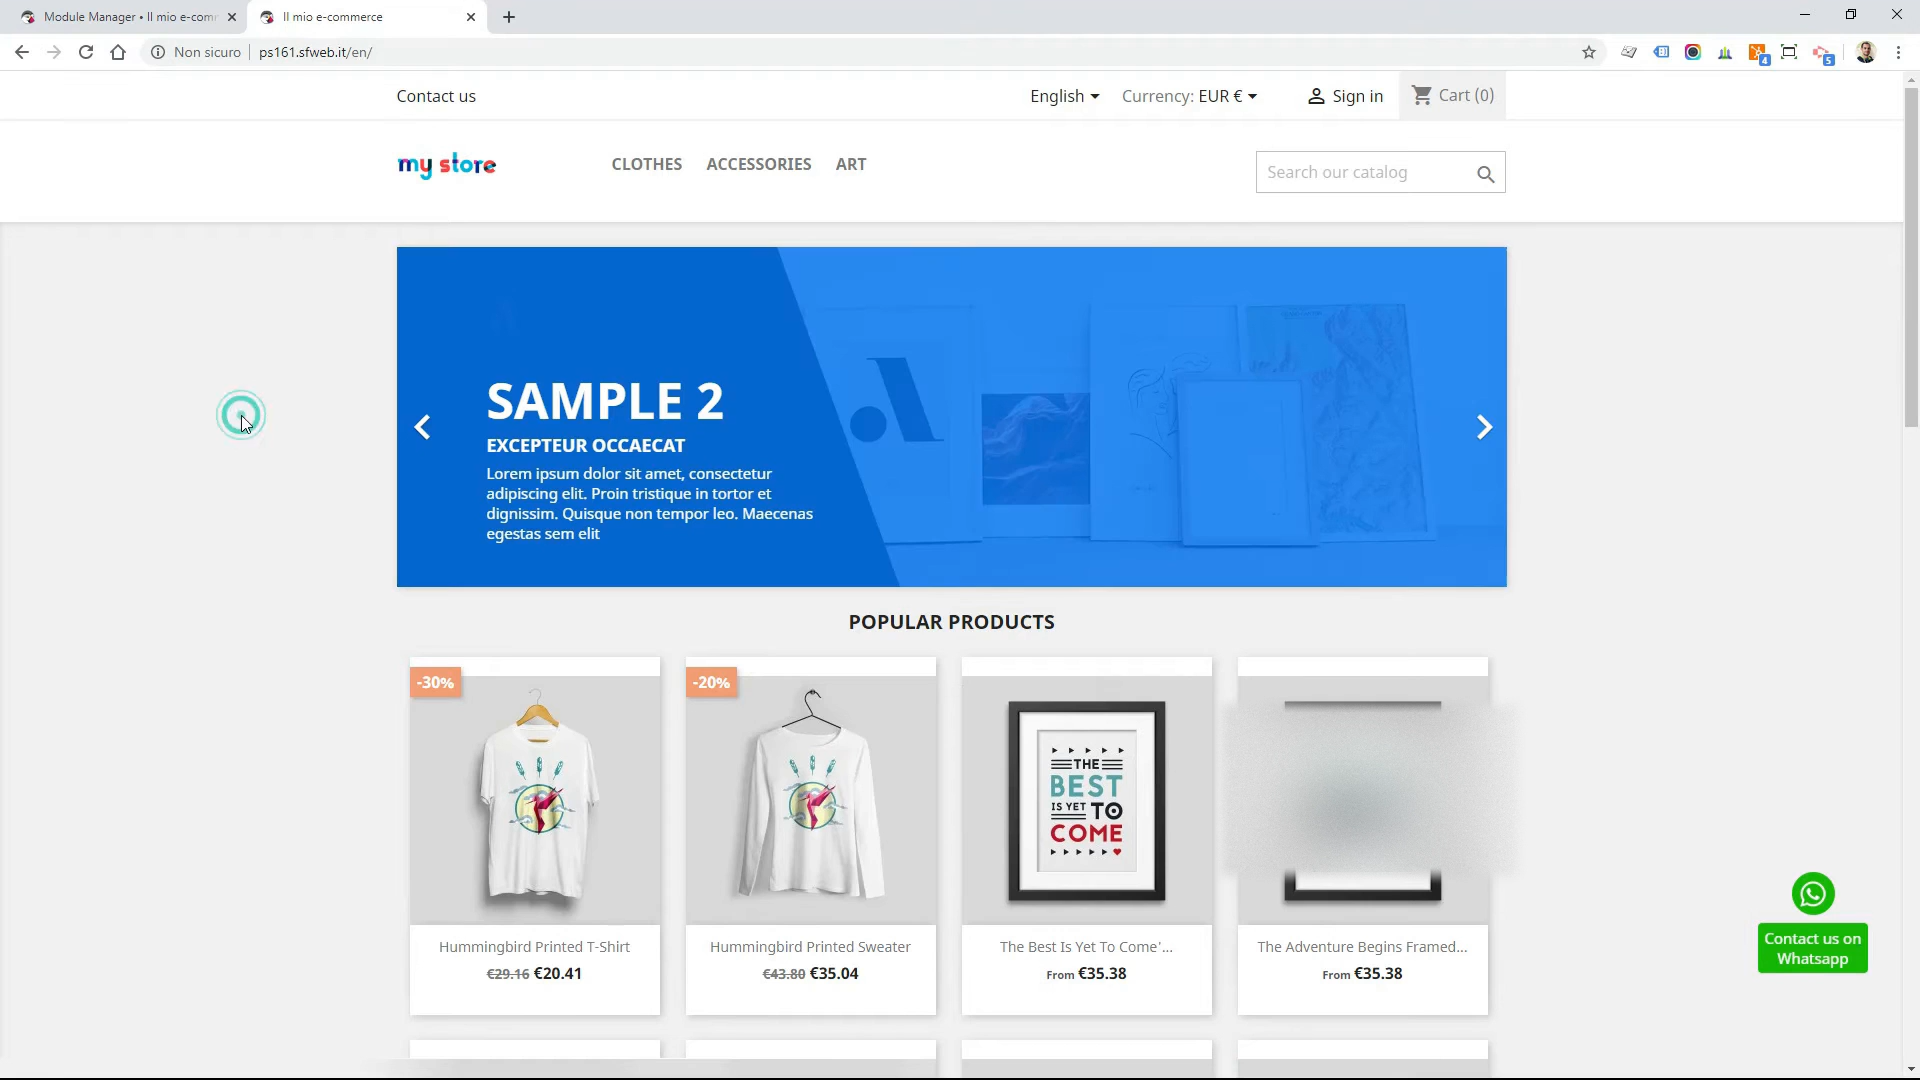 Module Manager • Il mio e-comm
Il mio e-commerce
Non sicuro
ps161.sfweb.it/en/
4
5
Contact us
English
Currency: EUR €
Sign in
Cart (0)
my store
CLOTHES
ACCESSORIES
ART
Search our catalog
SAMPLE 2
EXCEPTEUR OCCAECAT
Lorem ipsum dolor sit amet, consectetur
adipiscing elit. Proin tristique in tortor et
dignissim. Quisque non tempor leo. Maecenas
egestas sem elit
POPULAR PRODUCTS
-30%
-20%
THE
BEST
IS YET TO
COME
Hummingbird Printed T-Shirt
€29.16 €20.41
Hummingbird Printed Sweater
€43.80 €35.04
The Best Is Yet To Come'...
From €35.38
The Adventure Begins Framed...
From €35.38
Contact us on
Whatsapp